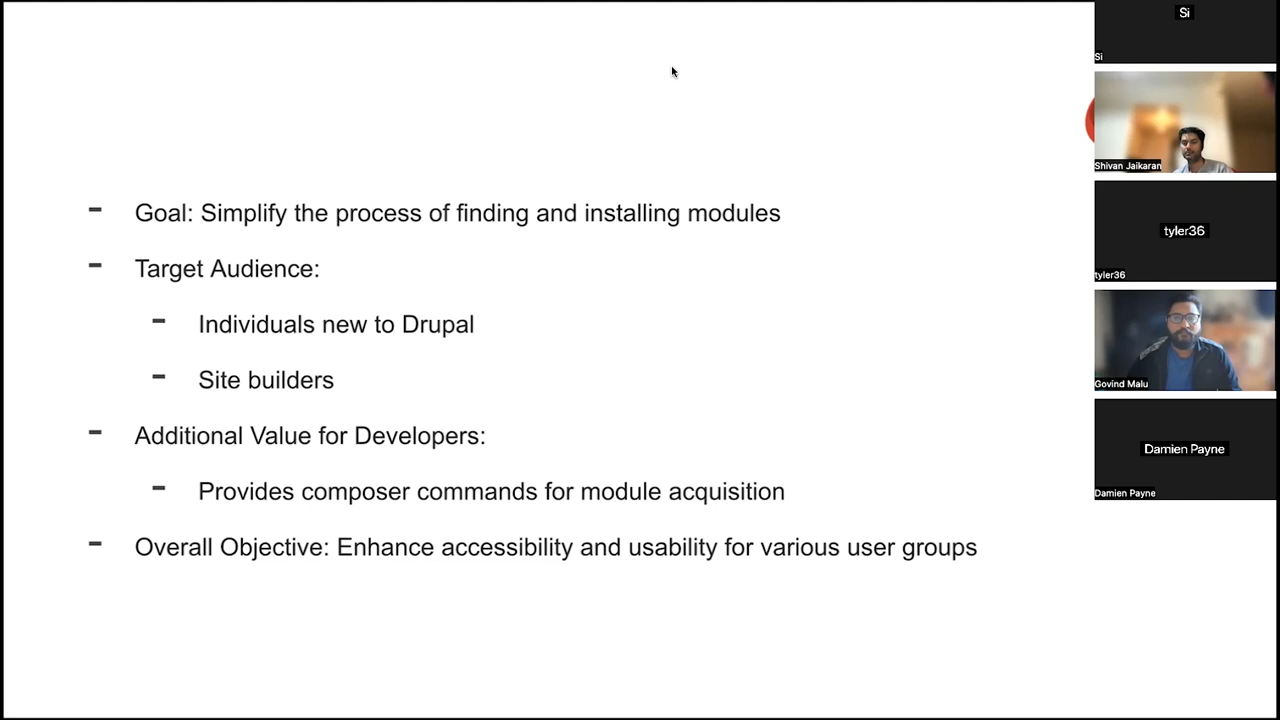 - Goal: Simplify the process of finding and installing modules
- Target Audience:
- Individuals new to Drupal
- Site builders
- Additional Value for Developers:
- Provides composer commands for module acquisition
- Overall Objective: Enhance accessibility and usability for various user groups
Si
Si
Shivan Jaikaran
tyler36
tyler36
Govind Malu
Damien Payne
Damien Payne